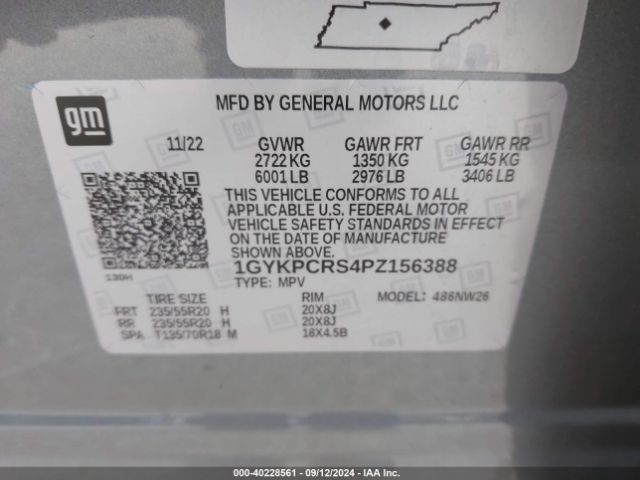 gm
MFD BY GENERAL MOTORS LLC
11/22 GVWR GAWR FRT GAWR RR
2722 KG 1350 KG 1545 KG
6001 LB 2976 LB 3406 LB
THIS VEHICLE CONFORMS TO ALL
APPLICABLE U.S. FEDERAL MOTOR
VEHICLE SAFETY STANDARDS IN EFFECT
ON THE DATE OF MANUFACTURE
SHOWN ABOVE.
1GYKPCRS4PZ156388
130H
TYPE: MPV
TIRE SIZE RIM MODEL: 486NW26
FRT 235/55R20 H 20X8J
RR 235/55R20 H 20X8J
SPA T135/70R18 M 18X4.5B
000-40228561 - 09/12/2024 - IAA Inc.